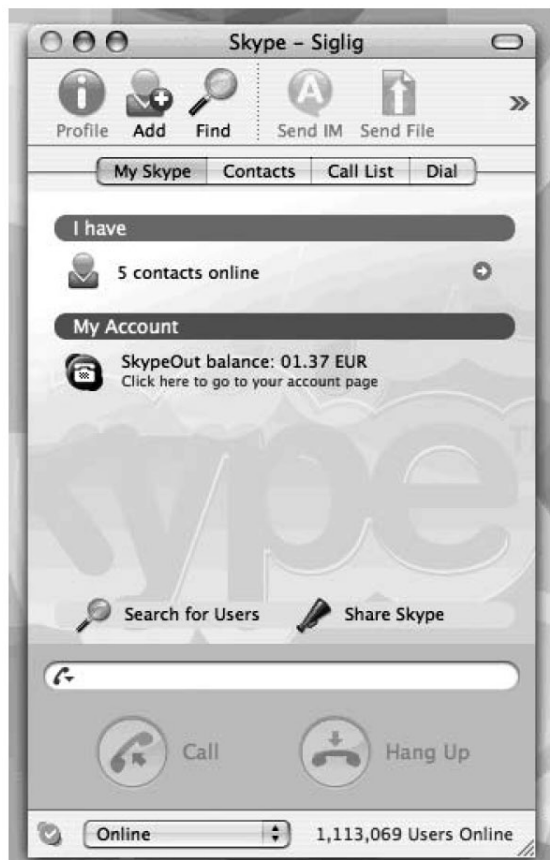 Skype – Siglig
Profile Add Find Send IM Send File
My Skype Contacts Call List Dial
I have
5 contacts online
My Account
SkypeOut balance: 01.37 EUR
Click here to go to your account page
skype TM
Search for Users Share Skype
Call Hang Up
Online 1,113,069 Users Online